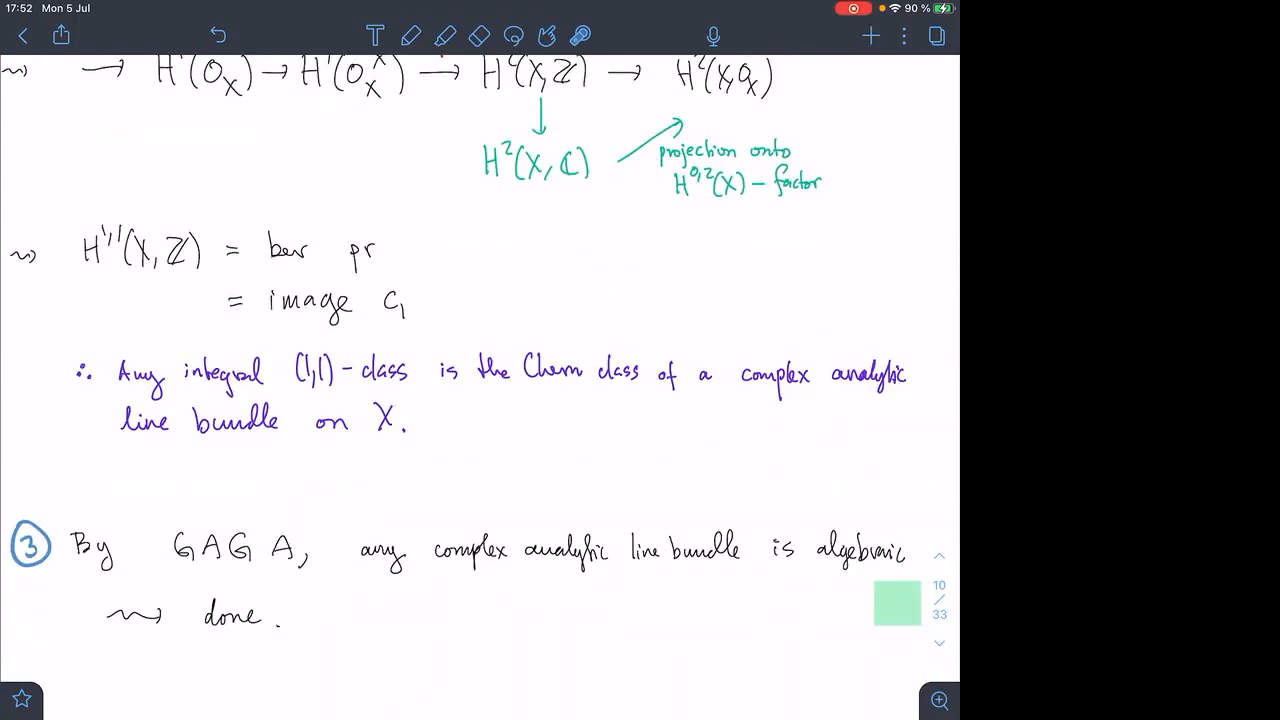 17:52 Mon 5 Jul
90 %
⇝ → H¹(O_X) → H¹(O_X^×) → H²(X, ℤ) → H²(X, O_X)
↓
H²(X, ℂ) ↗ projection onto
H^{0,2}(X) - factor
⇝ H^{1,1}(X, ℤ) = ker pr
= image c₁
∴ Any integral (1,1) - class is the Chern class of a complex analytic
line bundle on X.
③ By GAGA, any complex analytic line bundle is algebraic
⇝ done.
10
/
33